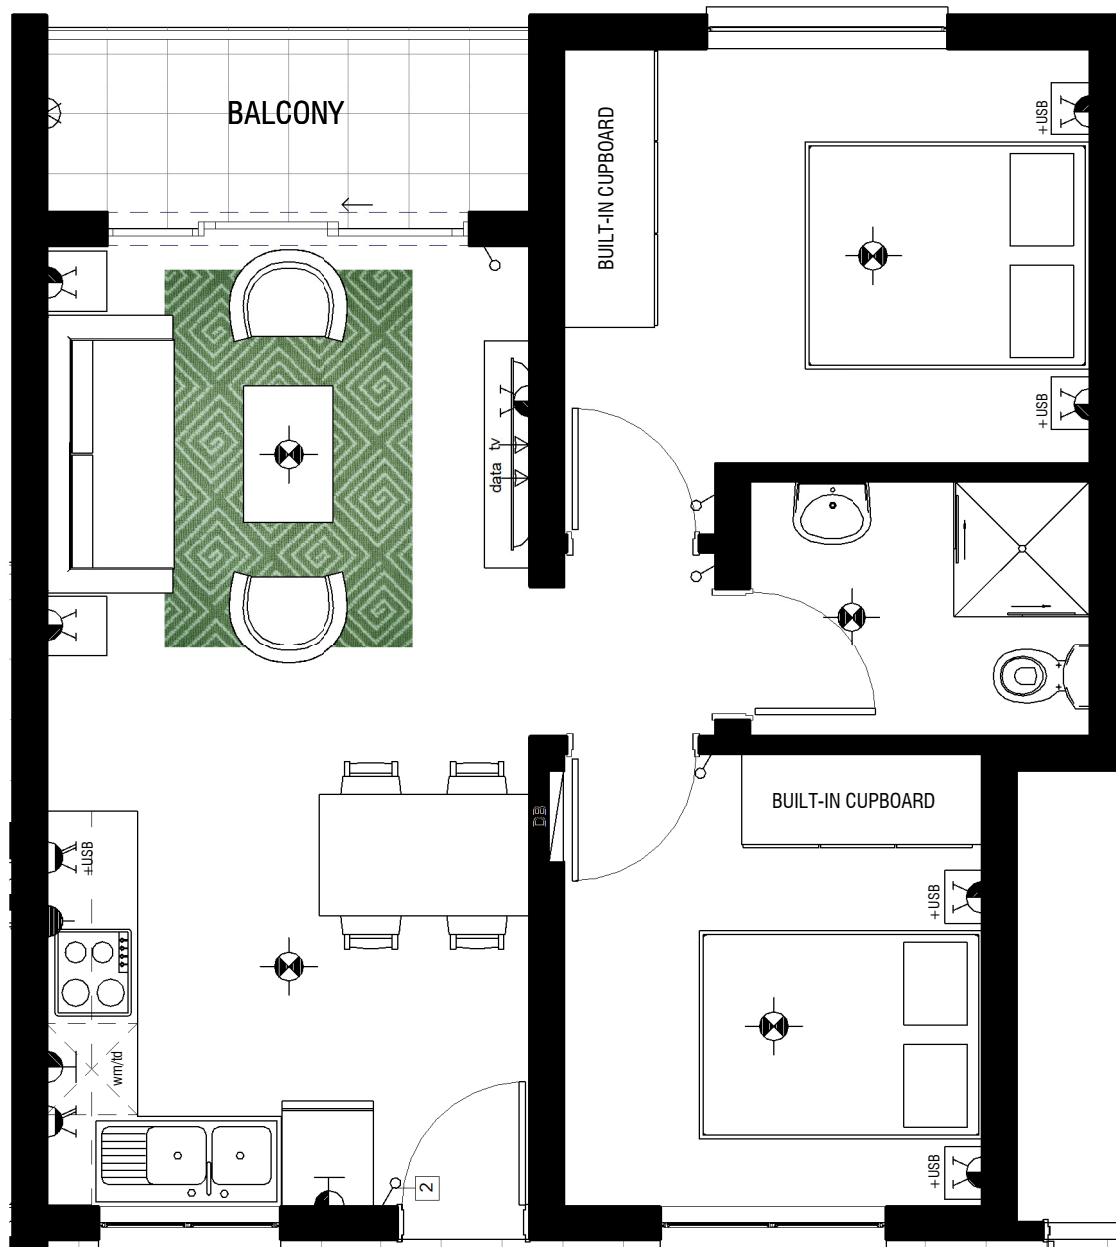 BALCONY
BUILT-IN CUPBOARD
+USB
+USB
data tv
BUILT-IN CUPBOARD
DB
+USB
+USB
wm/td
+USB
2